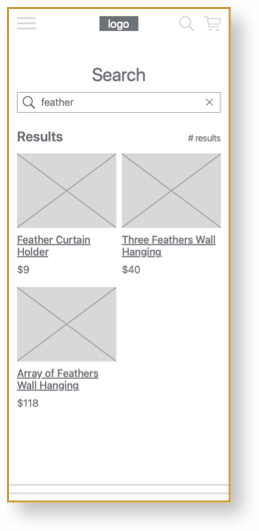 logo
Search
feather
Results
# results
Feather Curtain
Holder
$9
Three Feathers Wall
Hanging
$40
Array of Feathers
Wall Hanging
$118